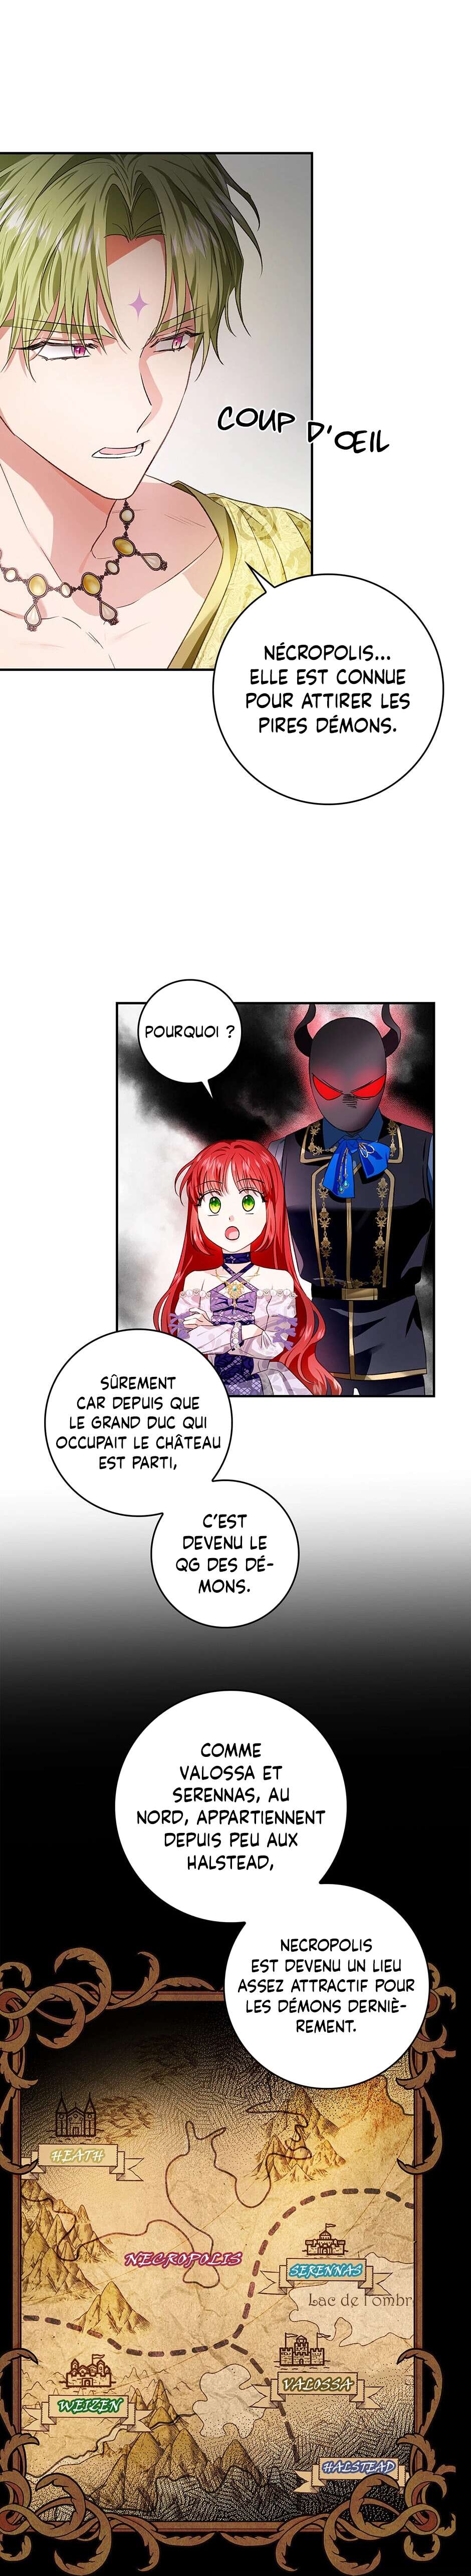 COUP D'ŒIL
NÉCROPOLIS...
ELLE EST CONNUE
POUR ATTIRER LES
PIRES DÉMONS.
POURQUOI ?
SÛREMENT
CAR DEPUIS QUE
LE GRAND DUC QUI
OCCUPAIT LE CHÂTEAU
EST PARTI,
C'EST
DEVENU LE
QG DES DÉ-
MONS.
COMME
VALOSSA ET
SERENNAS, AU
NORD, APPARTIENNENT
DEPUIS PEU AUX
HALSTEAD,
NECROPOLIS
EST DEVENU UN LIEU
ASSEZ ATTRACTIF POUR
LES DÉMONS DERNIÈ-
REMENT.
HEATH
NECROPOLIS
SERENNAS
Lac de l'ombr
VALOSSA
WEIZEN
HALSTEAD